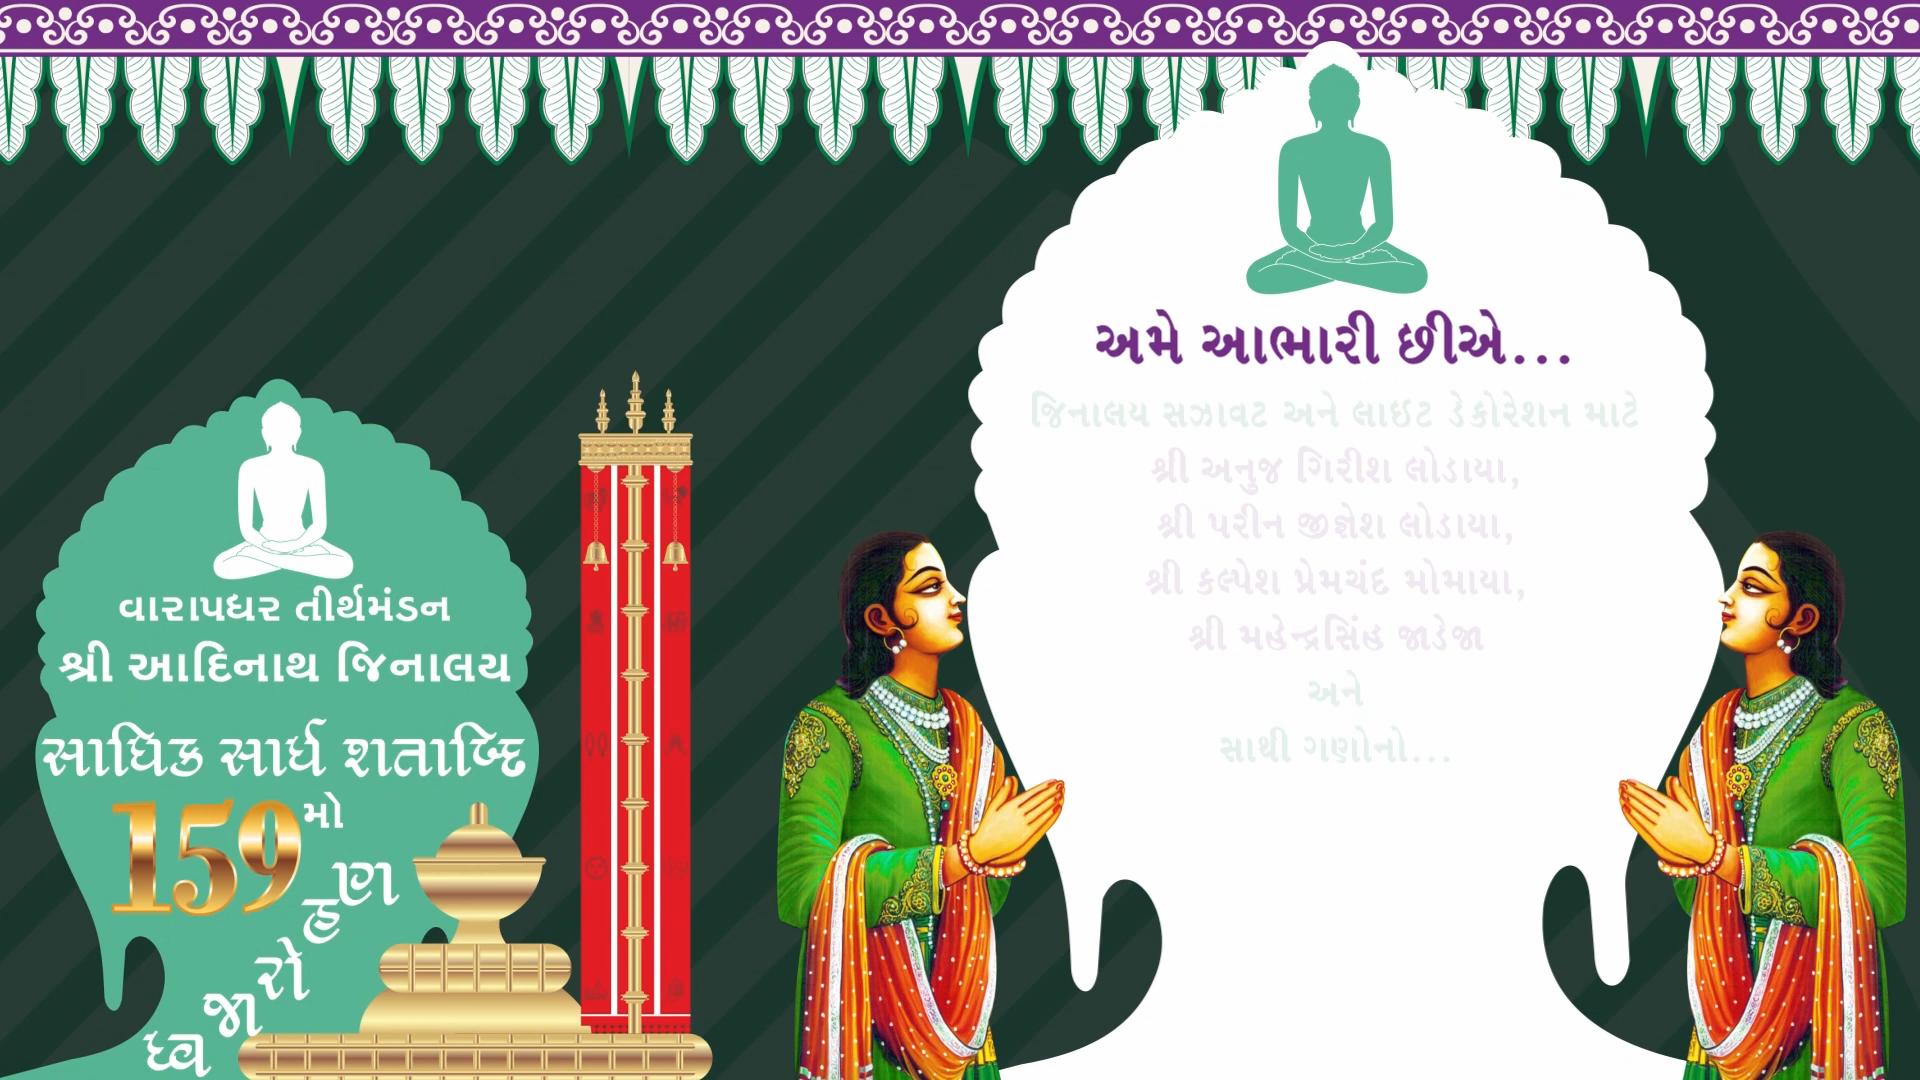 વારાપધર તીર્થમંડન
શ્રી આદિનાથ જિનાલય
સાધિક સાર્ધ શતાબ્દિ
159 મો
ધ્વજારોહણ
અમે આભારી છીએ...
જિનાલય સઝાવટ અને લાઇટ ડેકોરેશન માટે
શ્રી અનુજ ગિરીશ લોડાયા,
શ્રી પરીન જીજ્ઞેશ લોડાયા,
શ્રી કલ્પેશ પ્રેમચંદ મોમાયા,
શ્રી મહેન્દ્રસિંહ જાડેજા
અને
સાથી ગણોનો...